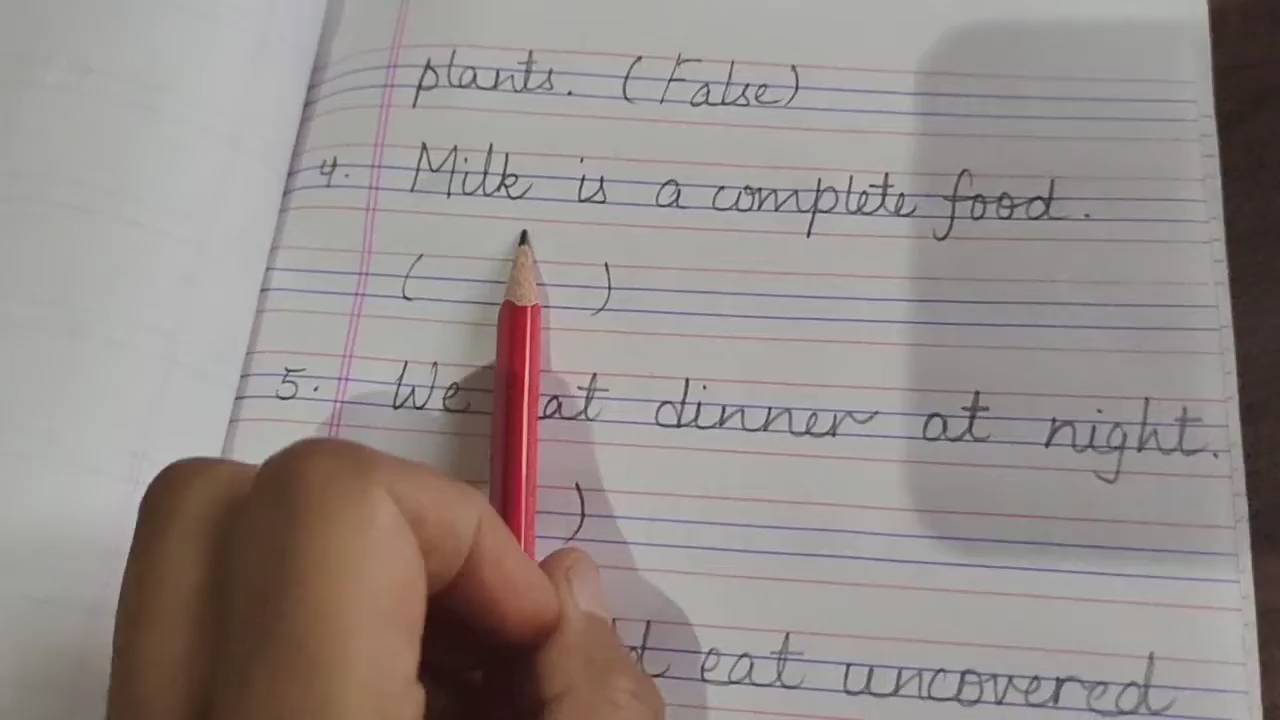 plants. (False)
4. Milk is a complete food.
( )
5. We at dinner at night.
)
eat uncovered